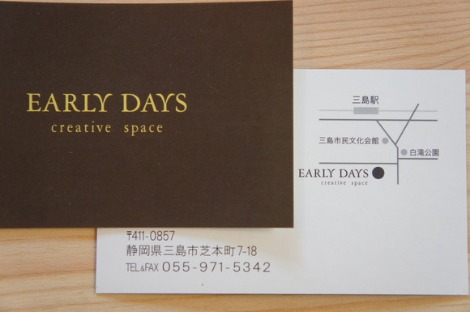 EARLY DAYS
creative space
三島駅
三島市民文化会館
白滝公園
EARLY DAYS
creative space
〒411-0857
静岡県三島市芝本町7-18
TEL&FAX 055-971-5342